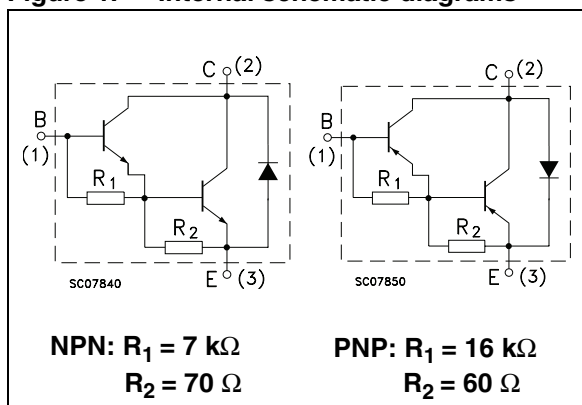 Figure 1. Internal schematic diagrams
C (2)
B
(1)
R1
R2
SC07840
E (3)
C (2)
B
(1)
R1
R2
SC07850
E (3)
NPN: R1 = 7 kΩ
R2 = 70 Ω
PNP: R1 = 16 kΩ
R2 = 60 Ω